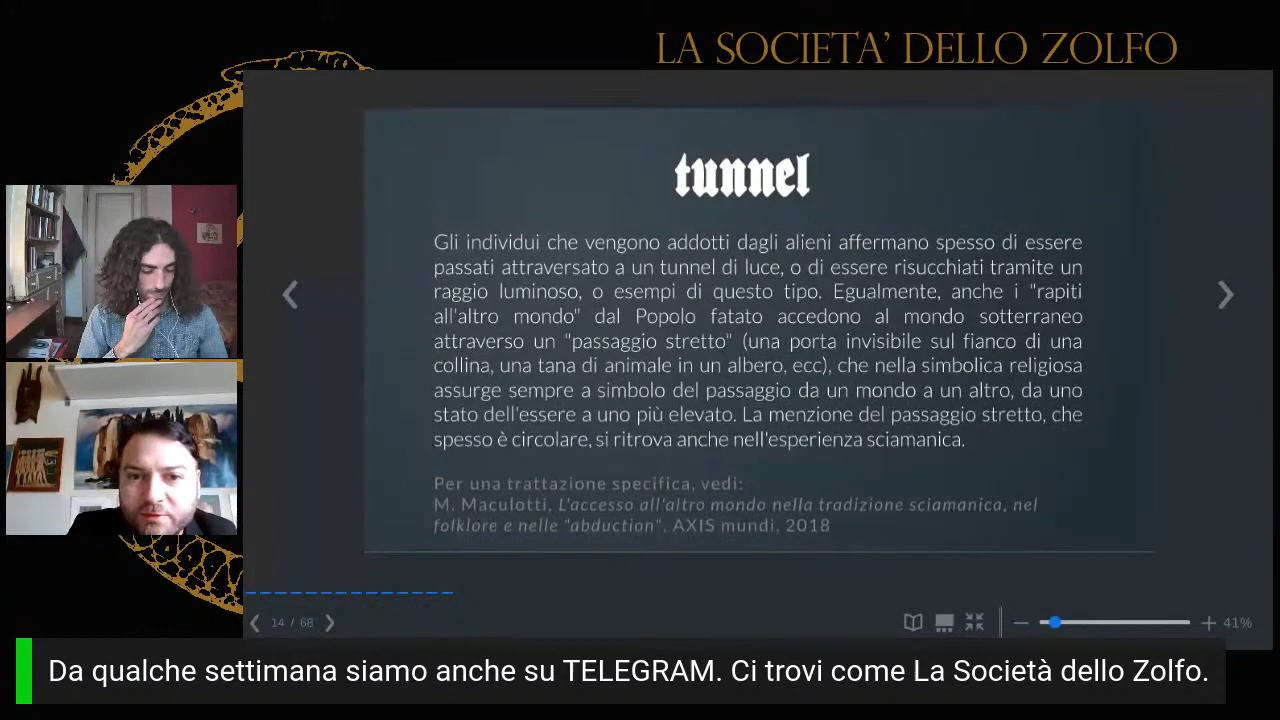 LA SOCIETA' DELLO ZOLFO
tunnel
Gli individui che vengono addotti dagli alieni affermano spesso di essere
passati attraversato a un tunnel di luce, o di essere risucchiati tramite un
raggio luminoso, o esempi di questo tipo. Egualmente, anche i "rapiti
all'altro mondo" dal Popolo fatato accedono al mondo sotterraneo
attraverso un "passaggio stretto" (una porta invisibile sul fianco di una
collina, una tana di animale in un albero, ecc), che nella simbolica religiosa
assurge sempre a simbolo del passaggio da un mondo a un altro, da uno
stato dell'essere a uno più elevato. La menzione del passaggio stretto, che
spesso è circolare, si ritrova anche nell'esperienza sciamanica.
Per una trattazione specifica, vedi:
M. Maculotti, L'accesso all'altro mondo nella tradizione sciamanica, nel
folklore e nelle "abduction". AXIS mundi, 2018
14 / 68
41%
Da qualche settimana siamo anche su TELEGRAM. Ci trovi come La Società dello Zolfo.